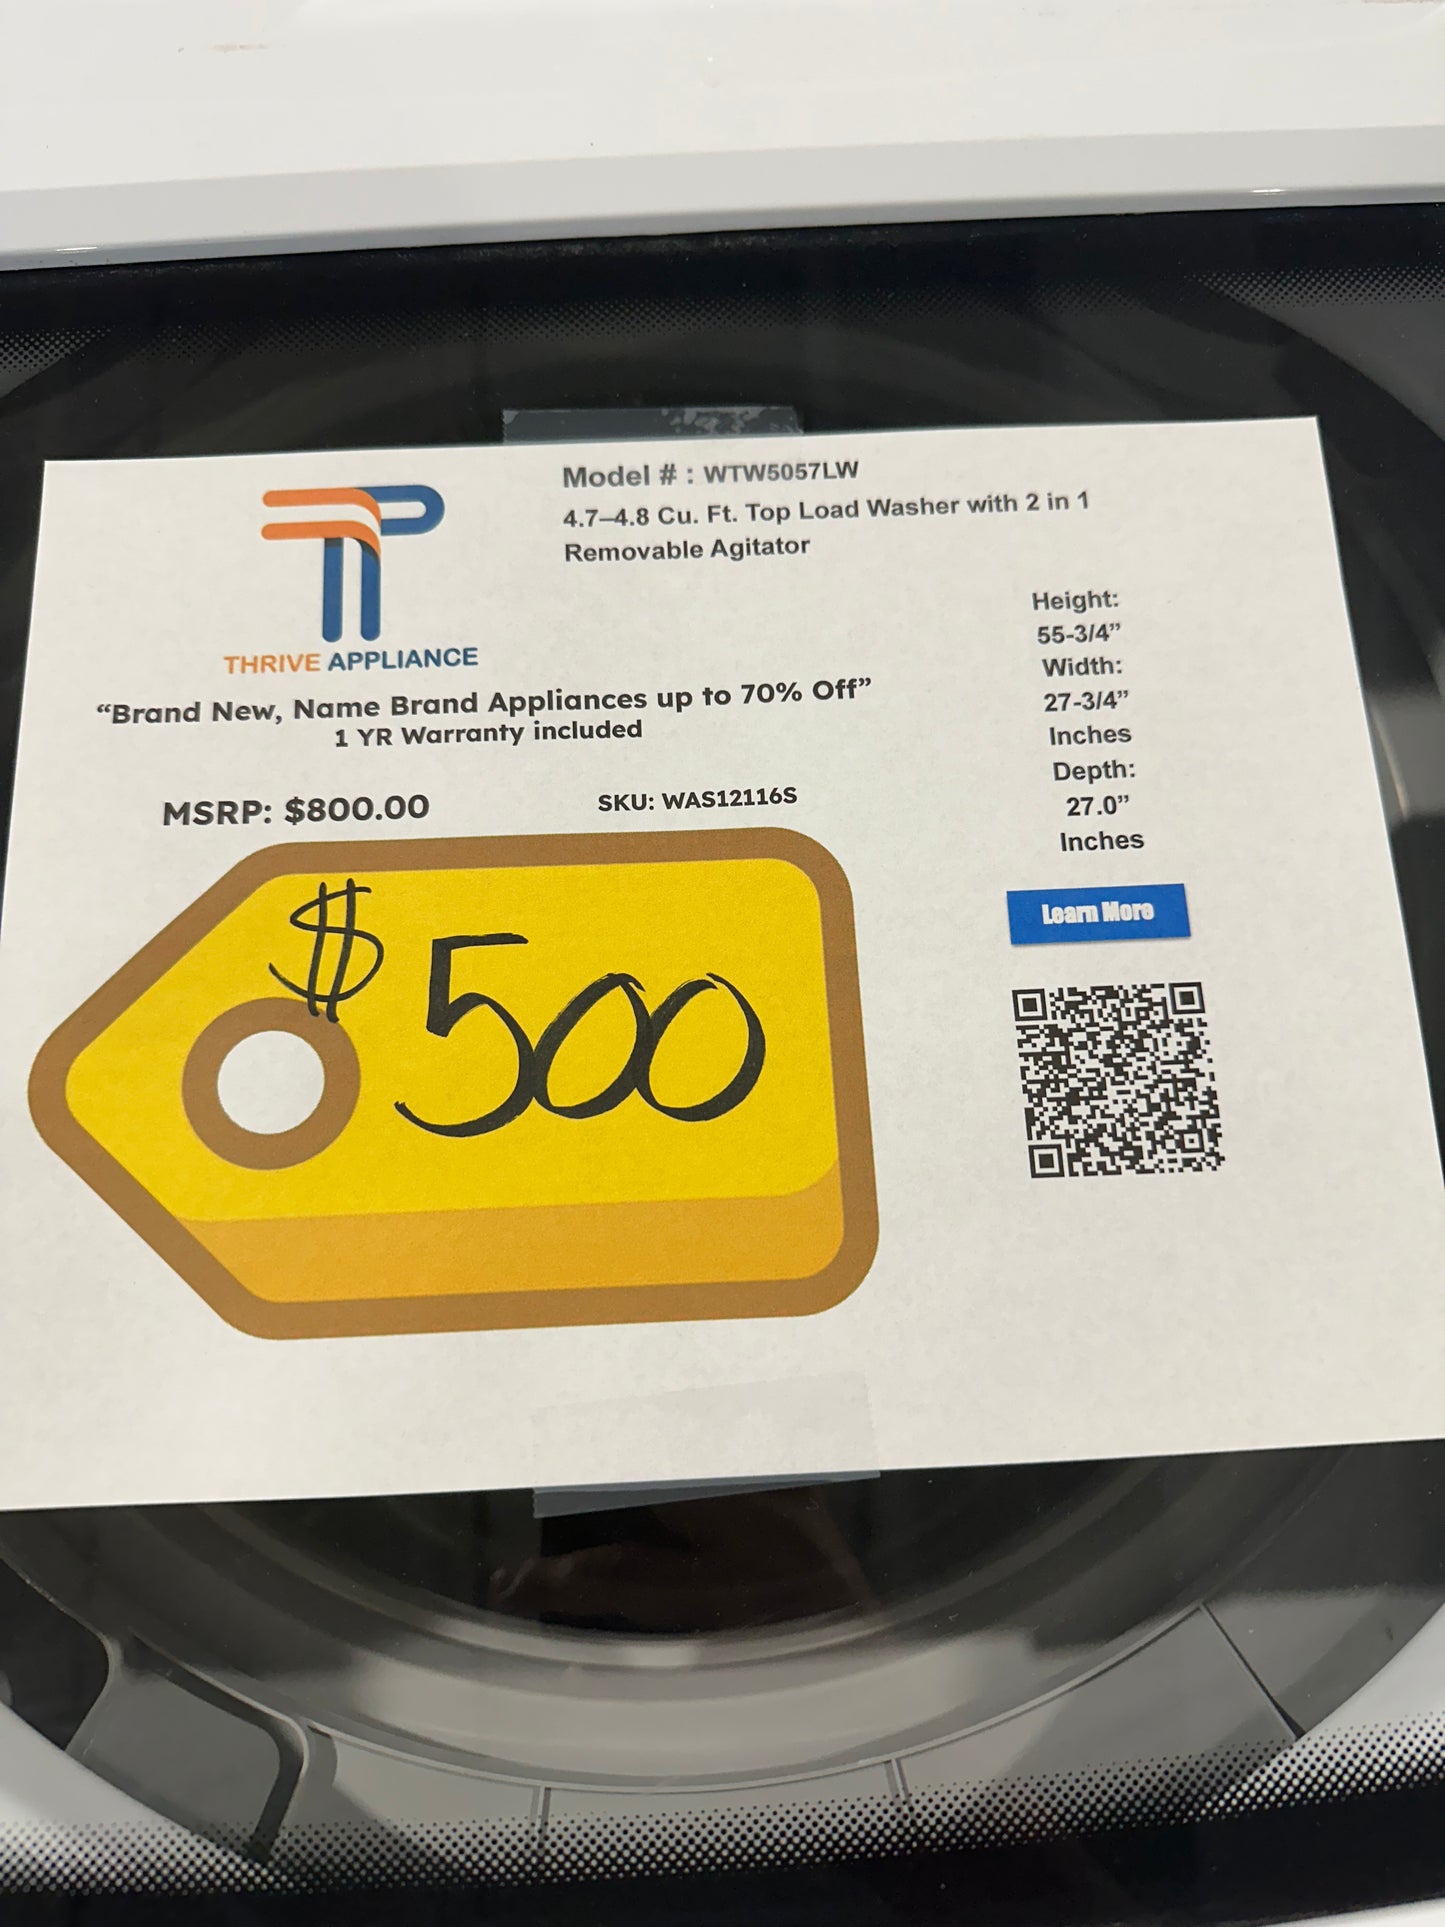 Model # : WTW5057LW
4.7–4.8 Cu. Ft. Top Load Washer with 2 in 1
Removable Agitator
THRIVE APPLIANCE
“Brand New, Name Brand Appliances up to 70% Off”
1 YR Warranty included
MSRP: $800.00
SKU: WAS12116S
$500
Height:
55-3/4”
Width:
27-3/4”
Inches
Depth:
27.0”
Inches
Learn More